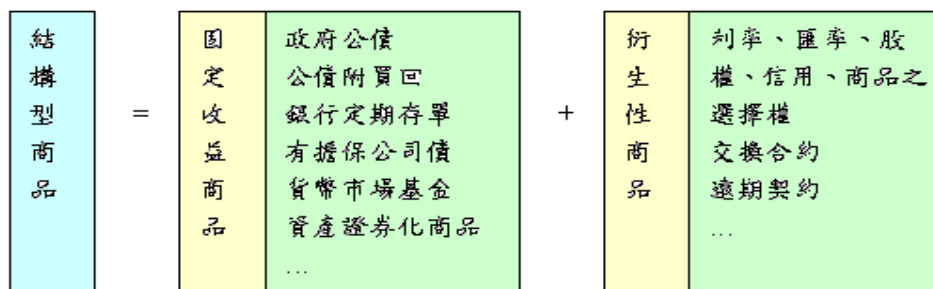 結構型商品
=
固定收益商品
政府公債
公債附買回
銀行定期存單
有擔保公司債
貨幣市場基金
資產證券化商品
...
+
衍生性商品
利率、匯率、股
權、信用、商品之
選擇權
交換合約
遠期契約
...